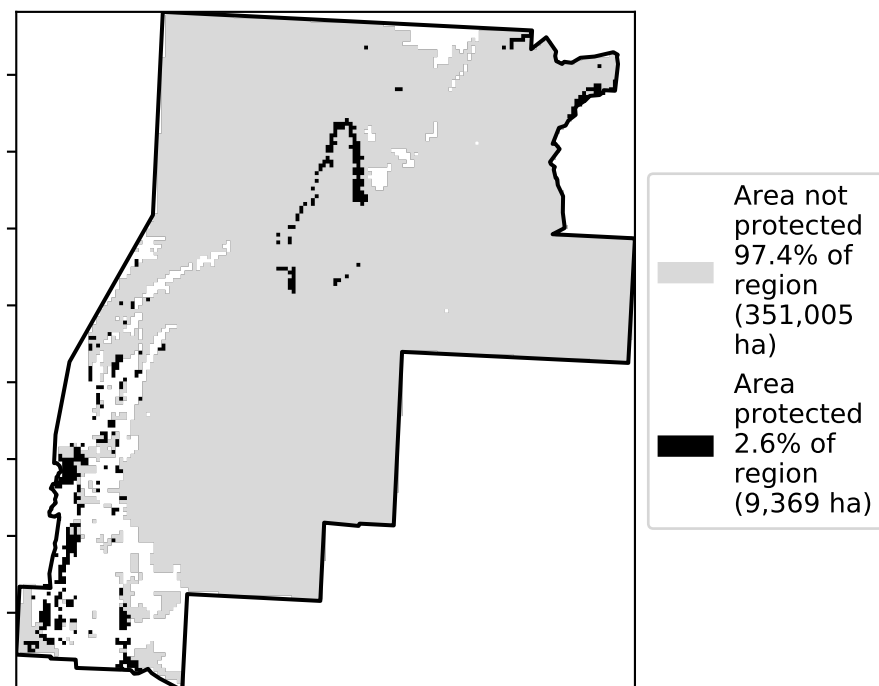 Area not
protected
97.4% of
region
(351,005
ha)
Area
protected
2.6% of
region
(9,369 ha)